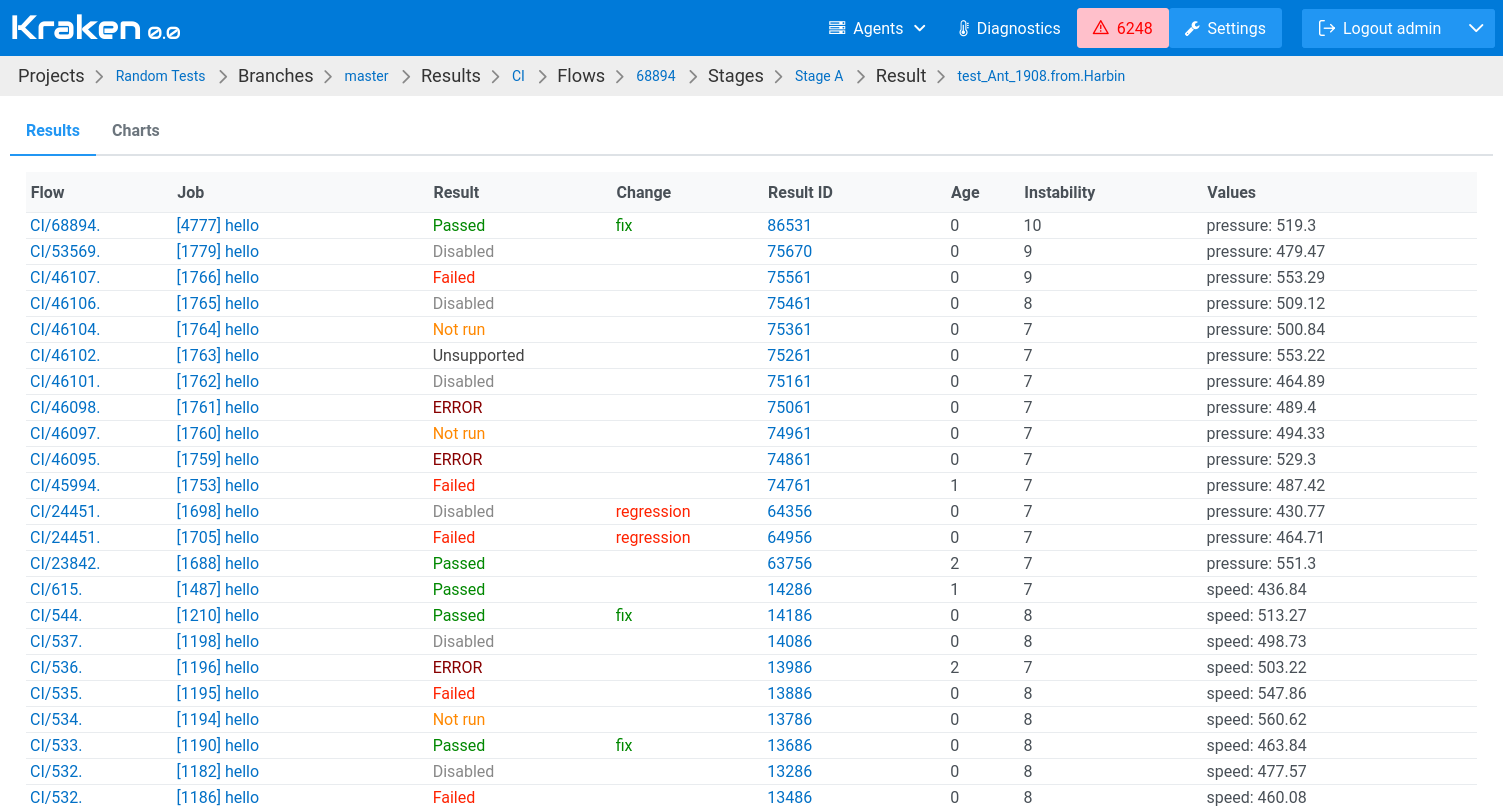 Kraken 0.0 Agents Diagnostics 6248 Settings Logout admin
Projects Random Tests Branches master Results CI Flows 68894 Stages Stage A Result test_Ant_1908.from.Harbin
Results Charts
Flow Job Result Change Result ID Age Instability Values
CI/68894. [4777] hello Passed fix 86531 0 10 pressure: 519.3
CI/53569. [1779] hello Disabled 75670 0 9 pressure: 479.47
CI/46107. [1766] hello Failed 75561 0 9 pressure: 553.29
CI/46106. [1765] hello Disabled 75461 0 8 pressure: 509.12
CI/46104. [1764] hello Not run 75361 0 7 pressure: 500.84
CI/46102. [1763] hello Unsupported 75261 0 7 pressure: 553.22
CI/46101. [1762] hello Disabled 75161 0 7 pressure: 464.89
CI/46098. [1761] hello ERROR 75061 0 7 pressure: 489.4
CI/46097. [1760] hello Not run 74961 0 7 pressure: 494.33
CI/46095. [1759] hello ERROR 74861 0 7 pressure: 529.3
CI/45994. [1753] hello Failed 74761 1 7 pressure: 487.42
CI/24451. [1698] hello Disabled regression 64356 0 7 pressure: 430.77
CI/24451. [1705] hello Failed regression 64956 0 7 pressure: 464.71
CI/23842. [1688] hello Passed 63756 2 7 pressure: 551.3
CI/615. [1487] hello Passed 14286 1 7 speed: 436.84
CI/544. [1210] hello Passed fix 14186 0 8 speed: 513.27
CI/537. [1198] hello Disabled 14086 0 8 speed: 498.73
CI/536. [1196] hello ERROR 13986 2 7 speed: 503.22
CI/535. [1195] hello Failed 13886 0 8 speed: 547.86
CI/534. [1194] hello Not run 13786 0 8 speed: 560.62
CI/533. [1190] hello Passed fix 13686 0 8 speed: 463.84
CI/532. [1182] hello Disabled 13286 0 8 speed: 477.57
CI/532. [1186] hello Failed 13486 0 8 speed: 460.08